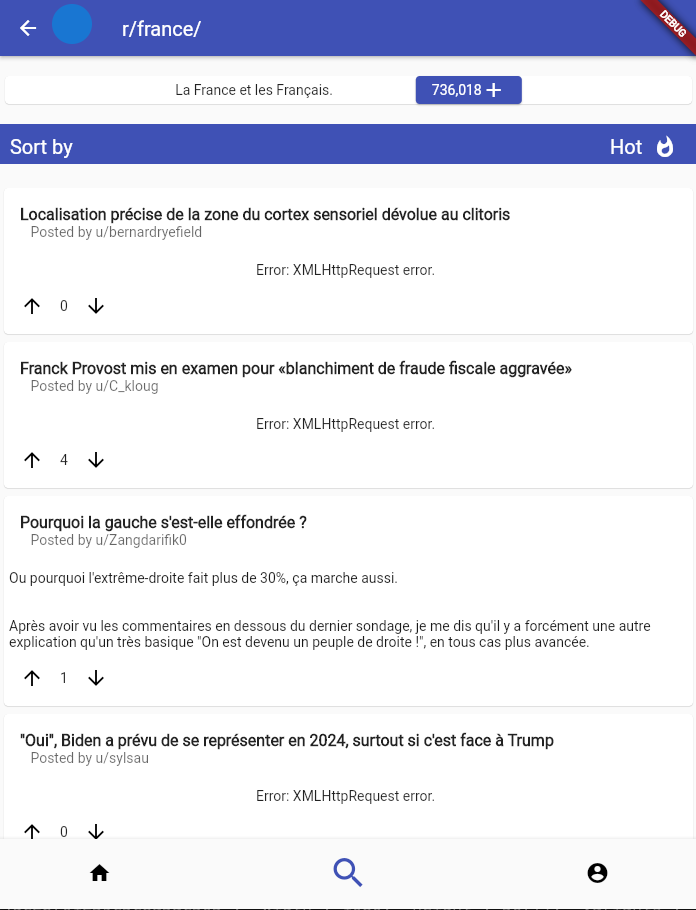 r/france/
DEBUG
La France et les Français.
736,018
Sort by
Hot
Localisation précise de la zone du cortex sensoriel dévolue au clitoris
Posted by u/bernardryefield
Error: XMLHttpRequest error.
0
Franck Provost mis en examen pour «blanchiment de fraude fiscale aggravée»
Posted by u/C_kloug
Error: XMLHttpRequest error.
4
Pourquoi la gauche s'est-elle effondrée ?
Posted by u/Zangdarifik0
Ou pourquoi l'extrême-droite fait plus de 30%, ça marche aussi.
Après avoir vu les commentaires en dessous du dernier sondage, je me dis qu'il y a forcément une autre
explication qu'un très basique "On est devenu un peuple de droite !", en tous cas plus avancée.
1
"Oui", Biden a prévu de se représenter en 2024, surtout si c'est face à Trump
Posted by u/sylsau
Error: XMLHttpRequest error.
0